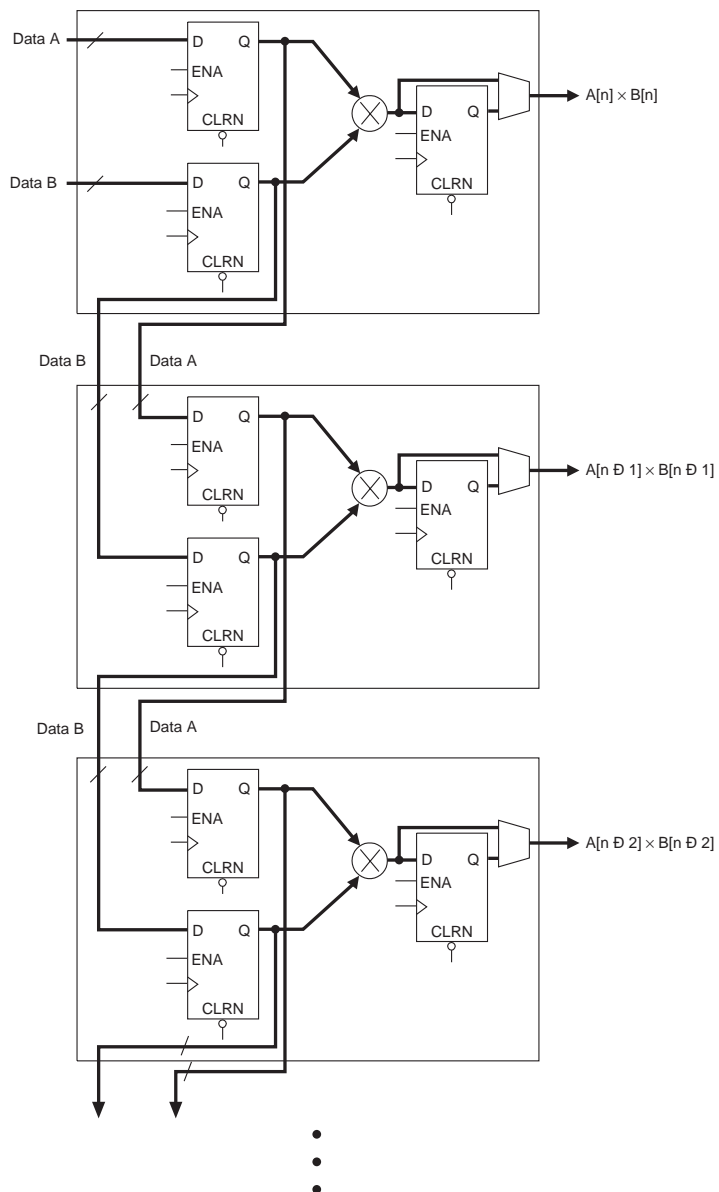 Data A
D Q
ENA
CLRN
D Q
ENA
CLRN
A[n] × B[n]
Data B
D Q
ENA
CLRN
Data B
Data A
D Q
ENA
CLRN
D Q
ENA
CLRN
A[n Ð 1] × B[n Ð 1]
D Q
ENA
CLRN
Data B
Data A
D Q
ENA
CLRN
D Q
ENA
CLRN
A[n Ð 2] × B[n Ð 2]
D Q
ENA
CLRN